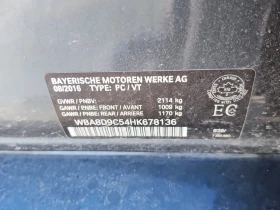 BAYERISCHE MOTOREN WERKE AG
08/2016 TYPE: PC / VT
GVWR / PNBV: 2114 kg
GAWR / PNBE: FRONT / AVANT 1009 kg
GAWR / PNBE: REAR / ARRIÈRE 1170 kg
WBA8D9C54HK678136
EC